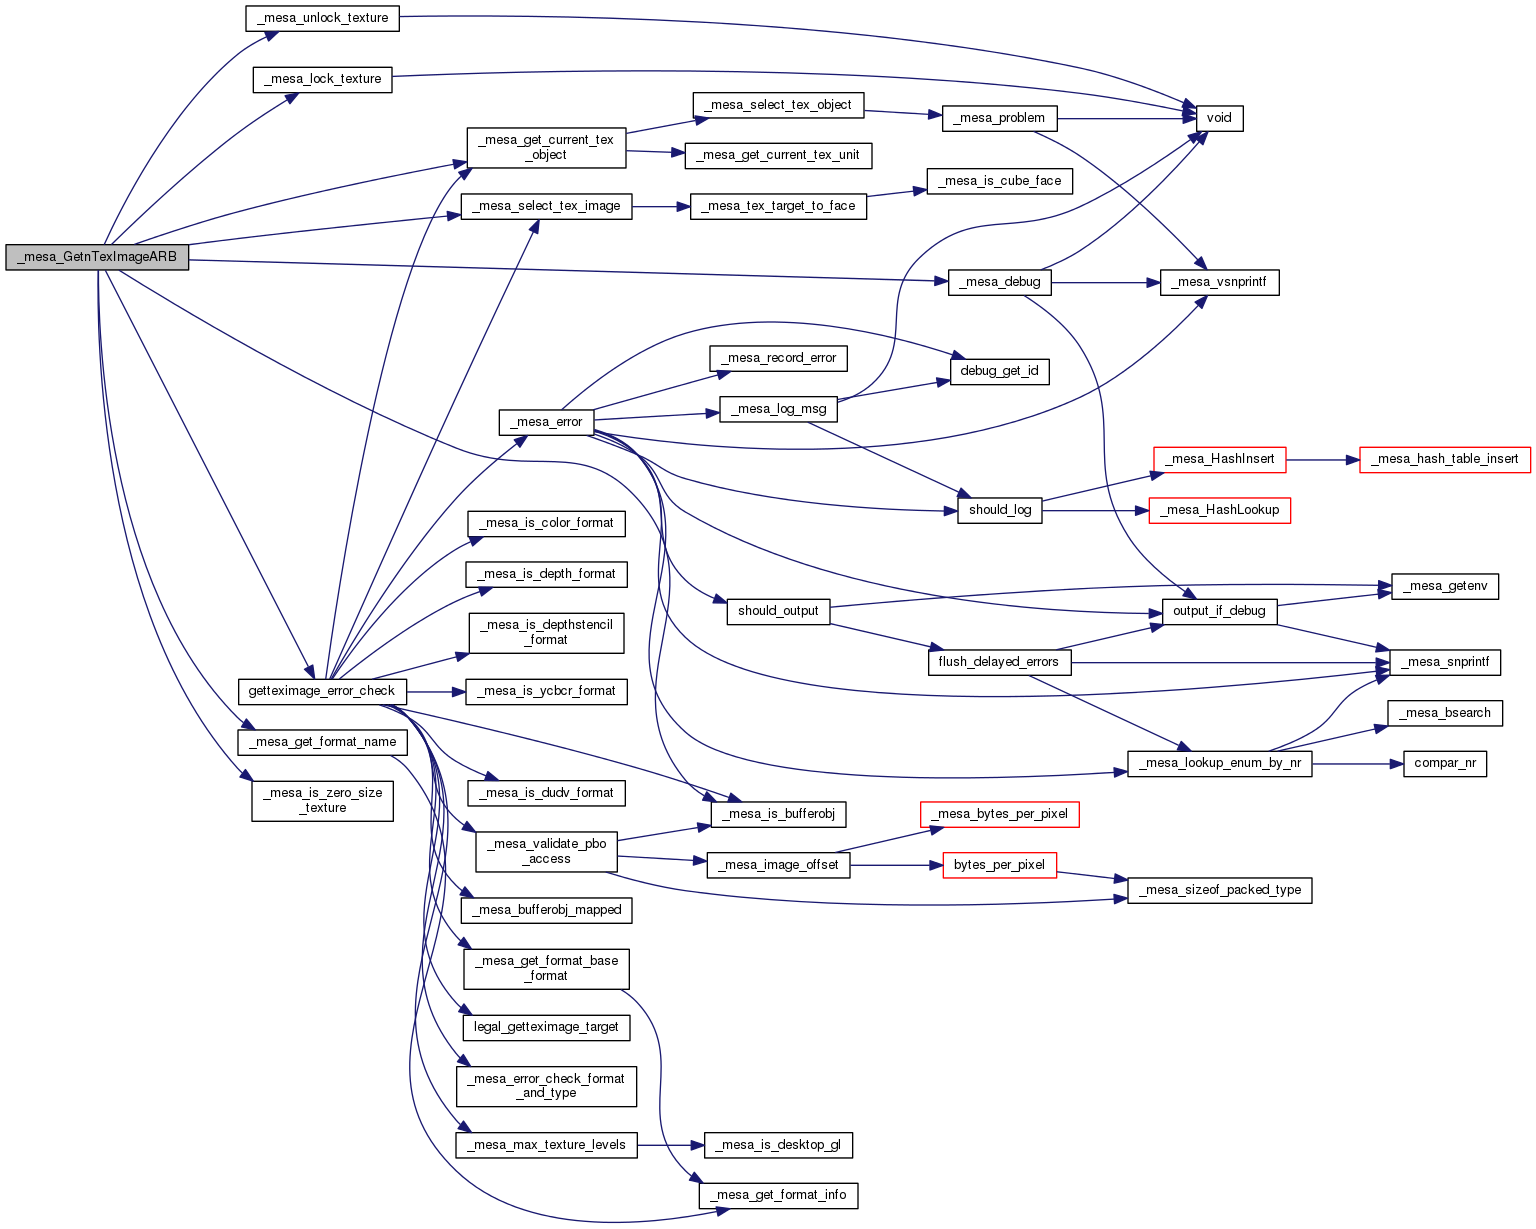 _mesa_unlock_texture
_mesa_lock_texture
_mesa_select_tex_object
_mesa_problem
void
_mesa_get_current_tex
_object
_mesa_get_current_tex_unit
_mesa_is_cube_face
_mesa_select_tex_image
_mesa_tex_target_to_face
_mesa_GetnTexImageARB
_mesa_debug
_mesa_vsnprintf
_mesa_record_error
debug_get_id
_mesa_log_msg
_mesa_error
_mesa_HashInsert
_mesa_hash_table_insert
should_log
_mesa_HashLookup
_mesa_is_color_format
_mesa_is_depth_format
_mesa_getenv
should_output
output_if_debug
_mesa_is_depthstencil
_format
flush_delayed_errors
_mesa_snprintf
getteximage_error_check
_mesa_is_ycbcr_format
_mesa_bsearch
_mesa_get_format_name
_mesa_lookup_enum_by_nr
compar_nr
_mesa_is_zero_size
_texture
_mesa_is_dudv_format
_mesa_is_bufferobj
_mesa_bytes_per_pixel
_mesa_validate_pbo
_access
_mesa_image_offset
bytes_per_pixel
_mesa_sizeof_packed_type
_mesa_bufferobj_mapped
_mesa_get_format_base
_format
legal_getteximage_target
_mesa_error_check_format
_and_type
_mesa_max_texture_levels
_mesa_is_desktop_gl
_mesa_get_format_info